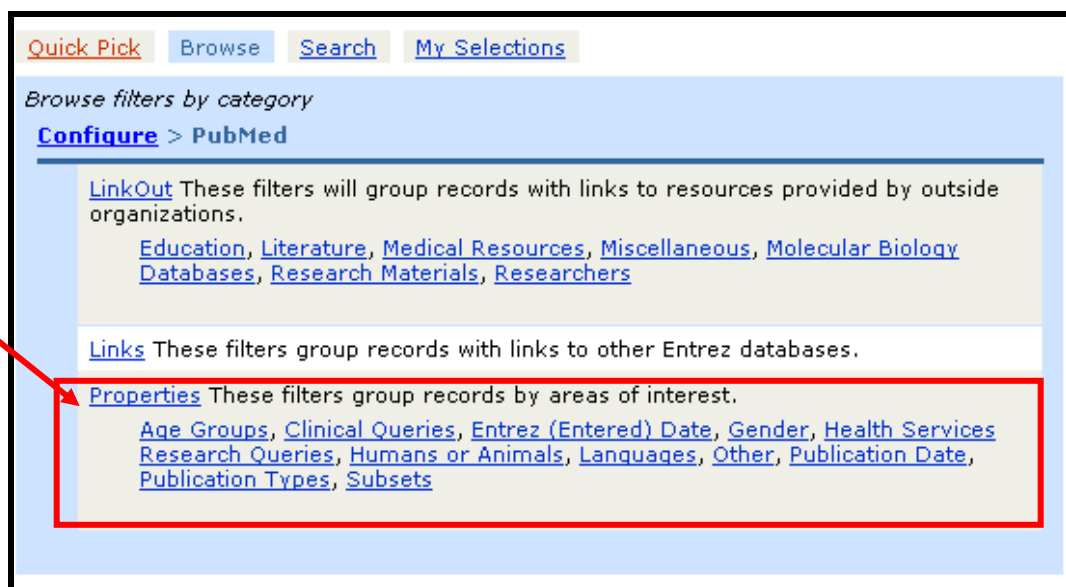 Quick Pick Browse Search My Selections
Browse filters by category
Configure > PubMed
LinkOut These filters will group records with links to resources provided by outside
organizations.
Education, Literature, Medical Resources, Miscellaneous, Molecular Biology
Databases, Research Materials, Researchers
Links These filters group records with links to other Entrez databases.
Properties These filters group records by areas of interest.
Age Groups, Clinical Queries, Entrez (Entered) Date, Gender, Health Services
Research Queries, Humans or Animals, Languages, Other, Publication Date,
Publication Types, Subsets